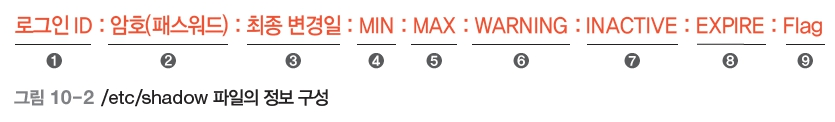 로그인 ID : 암호(패스워드) : 최종 변경일 : MIN : MAX : WARNING : INACTIVE : EXPIRE : Flag
❶ ❷ ❸ ❹ ❺ ❻ ❼ ❽ ❾
그림 10-2 /etc/shadow 파일의 정보 구성